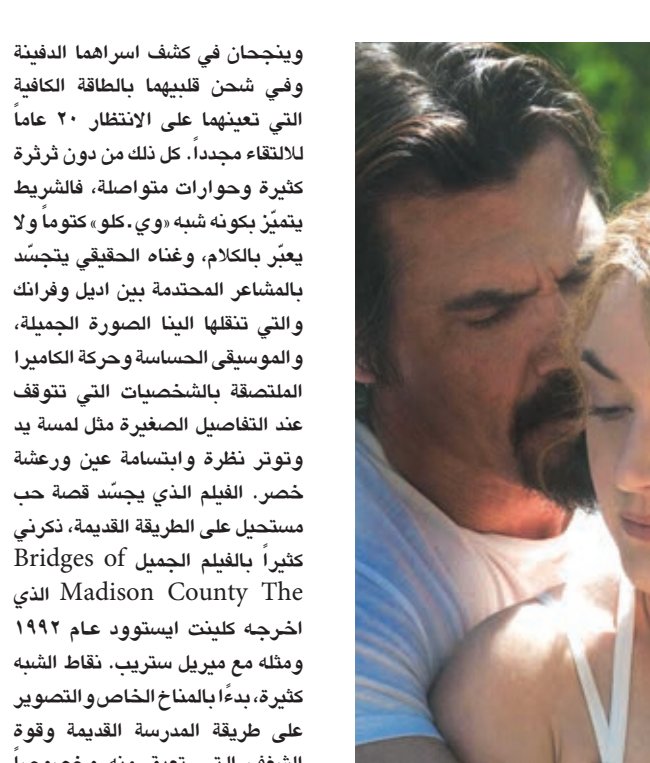 وينجحان في كشف اسراهما الدفينة
وفي شحن قلبيهما بالطاقة الكافية
التي تعينهما على الانتظار ٢٠ عاماً
للالتقاء مجدداً. كل ذلك من دون ثرثرة
كثيرة وحوارات متواصلة، فالشريط
يتميّز بكونه شبه «وي.كلو» كتوماً ولا
يعبّر بالكلام، وغناه الحقيقي يتجسّد
بالمشاعر المحتدمة بين اديل وفرانك
والتي تنقلها الينا الصورة الجميلة،
والموسيقى الحساسة وحركة الكاميرا
الملتصقة بالشخصيات التي تتوقف
عند التفاصيل الصغيرة مثل لمسة يد
وتوتر نظرة وابتسامة عين ورعشة
خصر. الفيلم الذي يجسّد قصة حب
مستحيل على الطريقة القديمة، ذكرني
كثيراً بالفيلم الجميل Bridges of
Madison County The الذي
اخرجه كلينت ايستوود عام ١٩٩٢
ومثله مع ميريل ستريب. نقاط الشبه
كثيرة، بدءًا بالمناخ الخاص والتصوير
على طريقة المدرسة القديمة وقوة